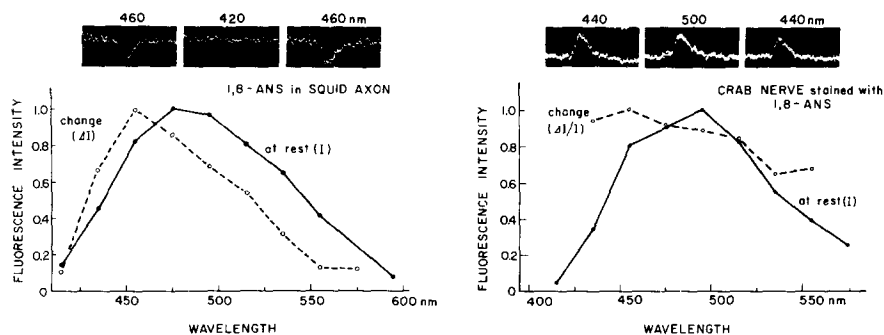 460 420 460 nm
1,8-ANS in SQUID AXON
change
(ΔI)
at rest (I)
FLUORESCENCE INTENSITY
1.0
0.8
0.6
0.4
0.2
0
450 500 550 600 nm
WAVELENGTH
440 500 440 nm
CRAB NERVE stained with
1,8-ANS
change
(ΔI/I)
at rest (I)
FLUORESCENCE INTENSITY
1.0
0.8
0.6
0.4
0.2
0
400 450 500 550 nm
WAVELENGTH